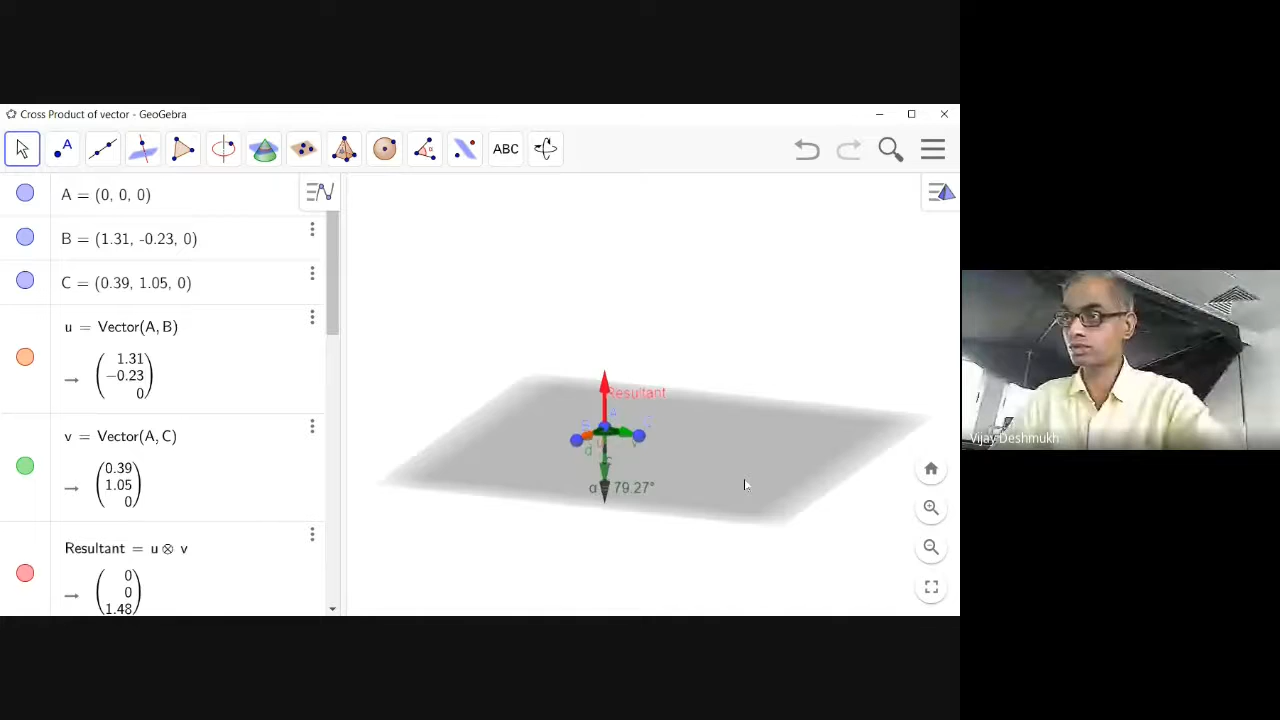 Cross Product of vector - GeoGebra
A
α
ABC
A = (0, 0, 0)
B = (1.31, -0.23, 0)
C = (0.39, 1.05, 0)
u = Vector(A, B)
→ ( 1.31
−0.23
0 )
v = Vector(A, C)
→ ( 0.39
1.05
0 )
Resultant = u ⊗ v
→ ( 0
0
1.48
Resultant
d
α = 79.27°
Vijay Deshmukh